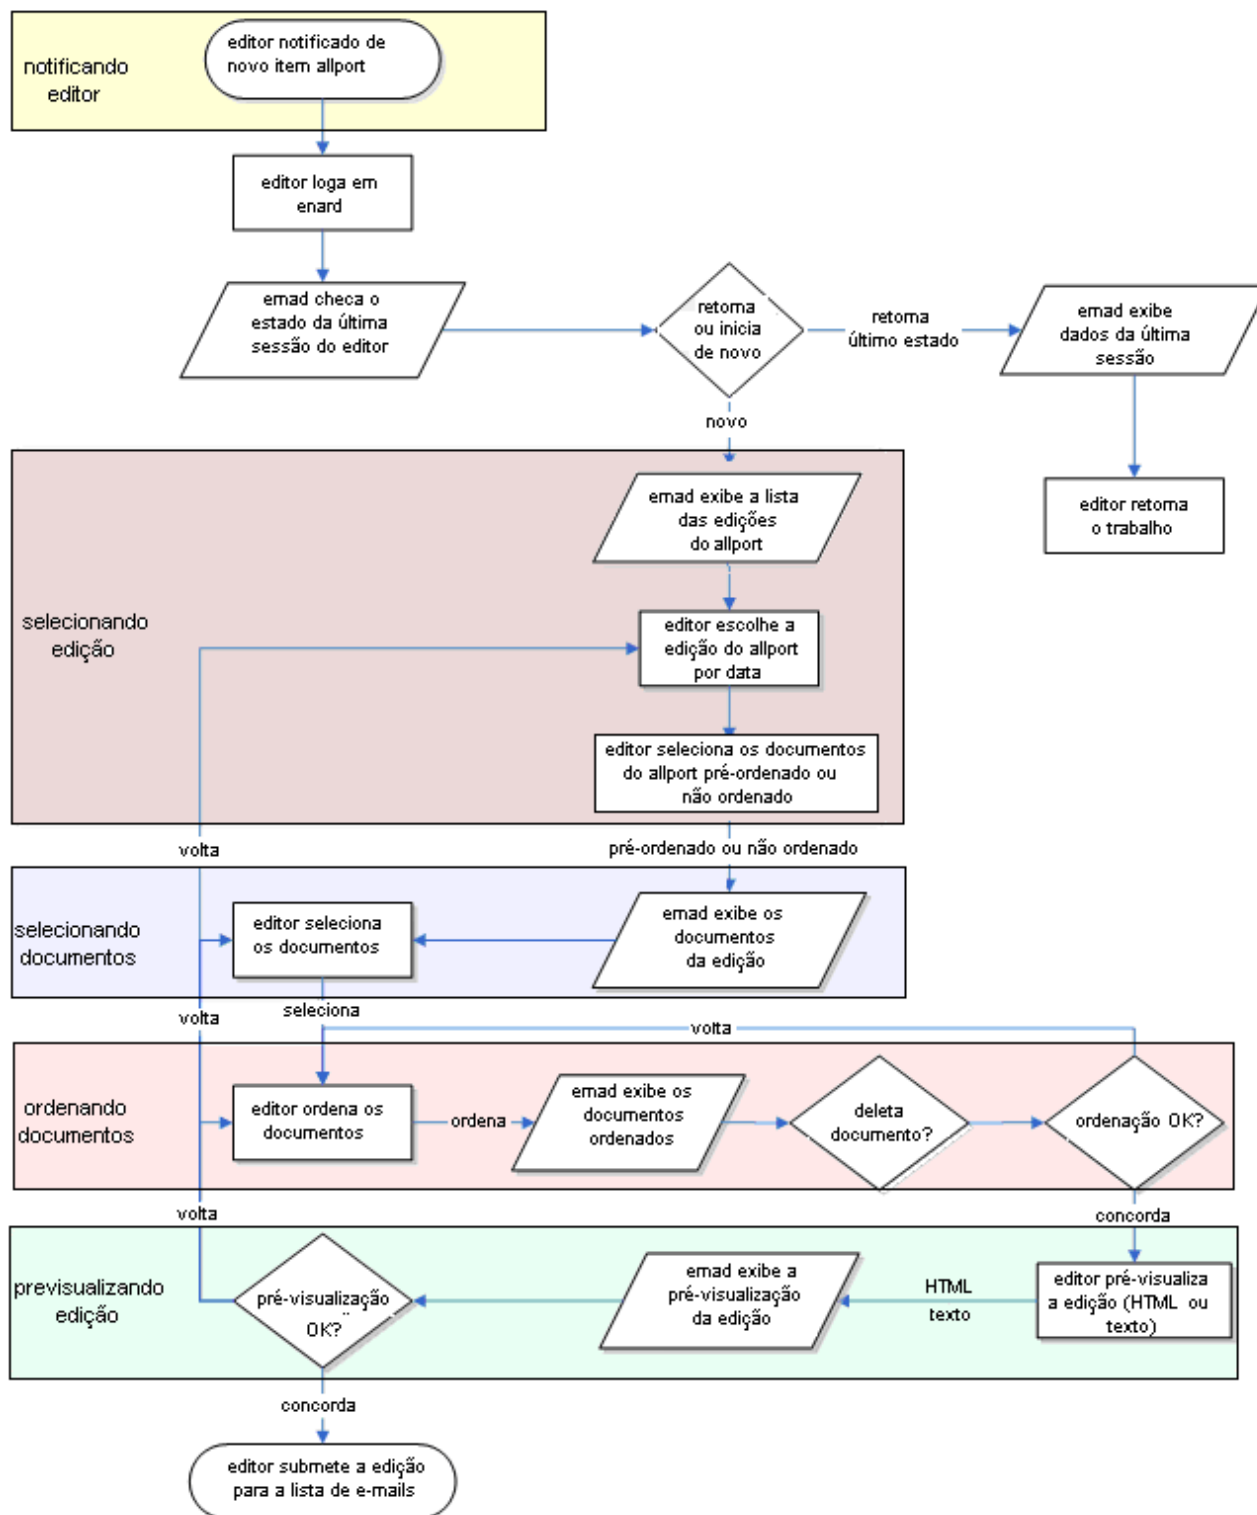 notificando
editor
editor notificado de
novo item allport
editor loga em
enard
emad checa o
estado da última
sessão do editor
retorna
ou inicia
de novo
retorna
último estado
emad exibe
dados da última
sessão
novo
editor retorna
o trabalho
selecionando
edição
emad exibe a lista
das edições
do allport
editor escolhe a
edição do allport
por data
editor seleciona os documentos
do allport pré-ordenado ou
não ordenado
volta
pré-ordenado ou não ordenado
selecionando
documentos
editor seleciona
os documentos
emad exibe os
documentos
da edição
volta
seleciona
volta
ordenando
documentos
editor ordena os
documentos
ordena
emad exibe os
documentos
ordenados
deleta
documento?
ordenação OK?
volta
concorda
previsualizando
edição
pré-visualização
OK?
emad exibe a
pré-visualização
da edição
HTML
texto
editor pré-visualiza
a edição (HTML ou
texto)
concorda
editor submete a edição
para a lista de e-mails